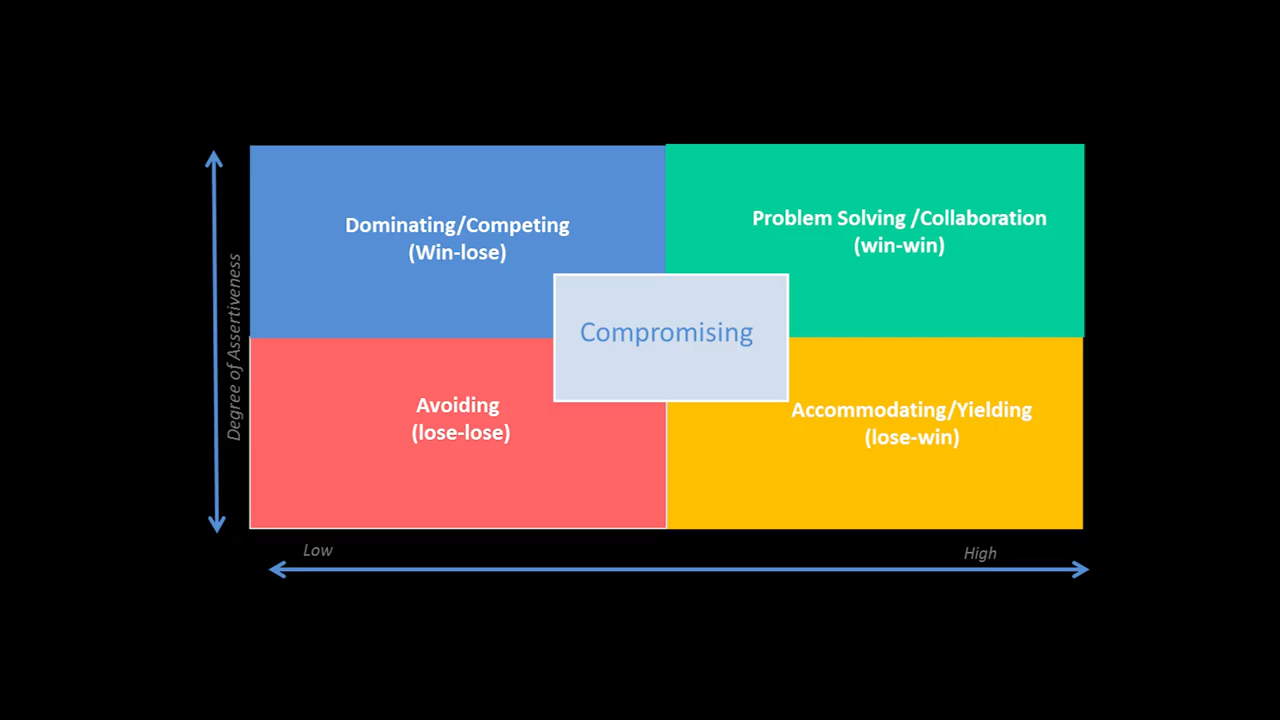 Dominating/Competing
(Win-lose)
Problem Solving /Collaboration
(win-win)
Compromising
Degree of Assertiveness
Avoiding
(lose-lose)
Accommodating/Yielding
(lose-win)
Low
High